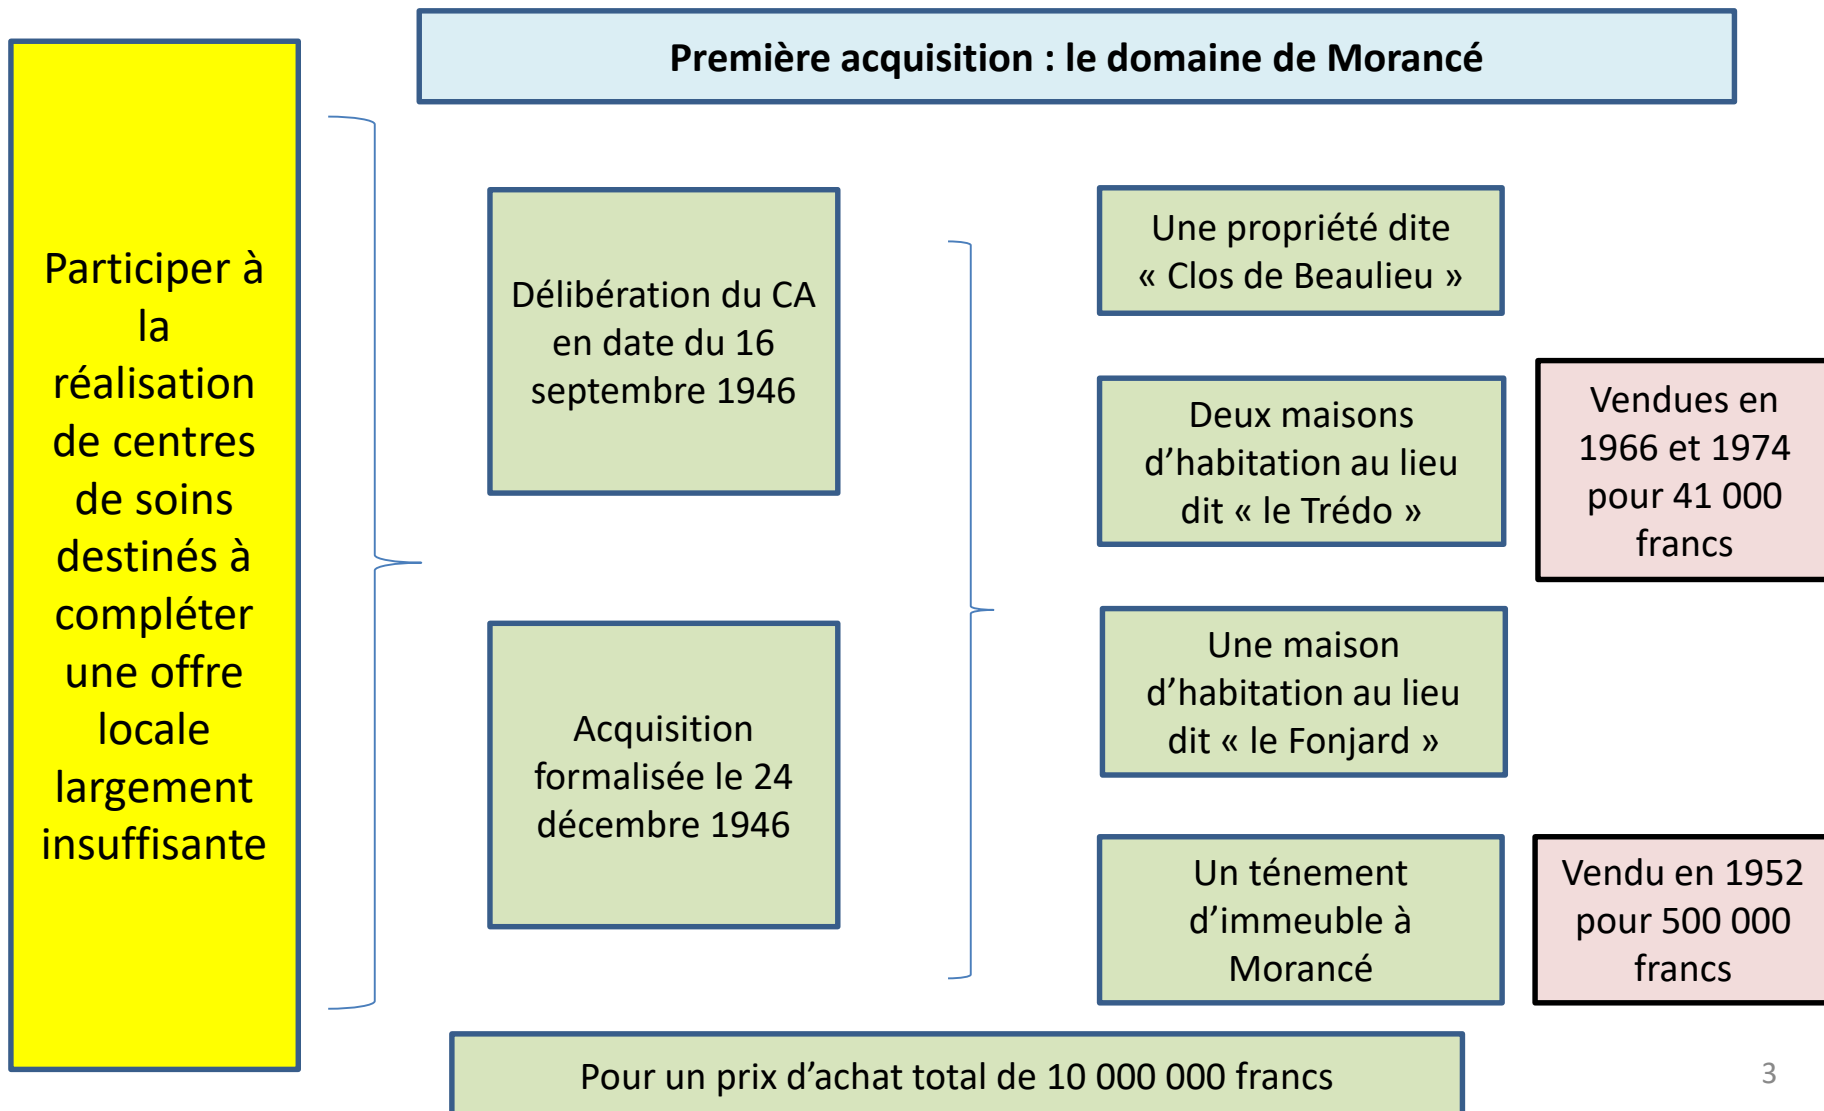 Première acquisition : le domaine de Morancé
Participer à
la
réalisation
de centres
de soins
destinés à
compléter
une offre
locale
largement
insuffisante
Délibération du CA
en date du 16
septembre 1946
Acquisition
formalisée le 24
décembre 1946
Une propriété dite
« Clos de Beaulieu »
Deux maisons
d’habitation au lieu
dit « le Trédo »
Vendues en
1966 et 1974
pour 41 000
francs
Une maison
d’habitation au lieu
dit « le Fonjard »
Un ténement
d’immeuble à
Morancé
Vendu en 1952
pour 500 000
francs
Pour un prix d’achat total de 10 000 000 francs
3